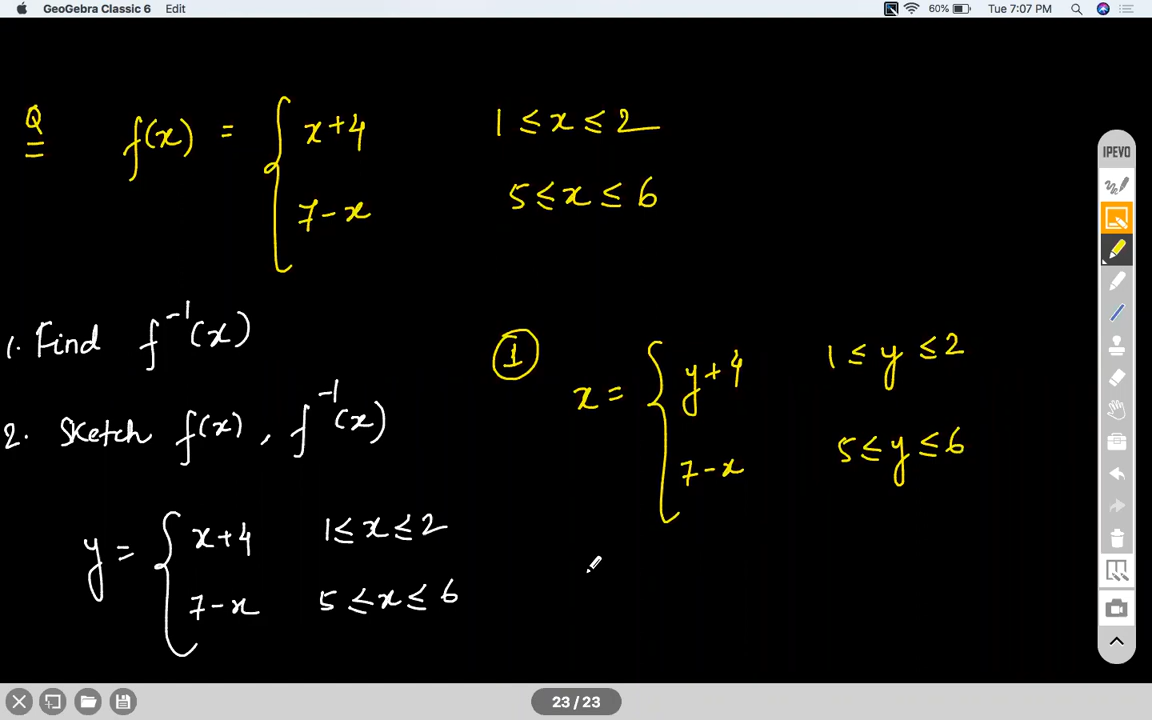 GeoGebra Classic 6 Edit 60% Tue 7:07 PM
Q f(x) = { x+4 1 ≤ x ≤ 2
7-x 5 ≤ x ≤ 6
IPEVO
1. Find f⁻¹(x)
2. Sketch f(x), f⁻¹(x)
y = { x+4 1 ≤ x ≤ 2
7-x 5 ≤ x ≤ 6
① x = { y+4 1 ≤ y ≤ 2
7-x 5 ≤ y ≤ 6
23 / 23